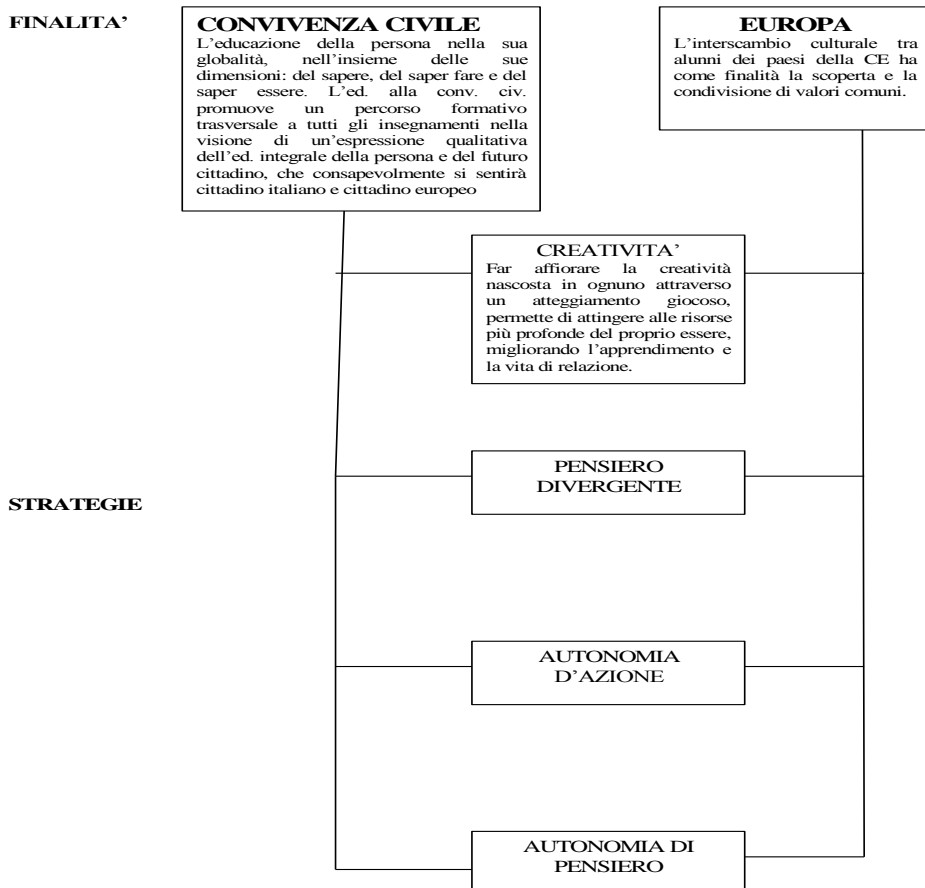 FINALITA’
CONVIVENZA CIVILE
L’educazione della persona nella sua
globalità, nell’insieme delle sue
dimensioni: del sapere, del saper fare e del
saper essere. L’ed. alla conv. civ.
promuove un percorso formativo
trasversale a tutti gli insegnamenti nella
visione di un’espressione qualitativa
dell’ed. integrale della persona e del futuro
cittadino, che consapevolmente si sentirà
cittadino italiano e cittadino europeo
EUROPA
L’interscambio culturale tra
alunni dei paesi della CE ha
come finalità la scoperta e la
condivisione di valori comuni.
CREATIVITA’
Far affiorare la creatività
nascosta in ognuno attraverso
un atteggiamento giocoso,
permette di attingere alle risorse
più profonde del proprio essere,
migliorando l’apprendimento e
la vita di relazione.
PENSIERO
DIVERGENTE
STRATEGIE
AUTONOMIA
D’AZIONE
AUTONOMIA DI
PENSIERO